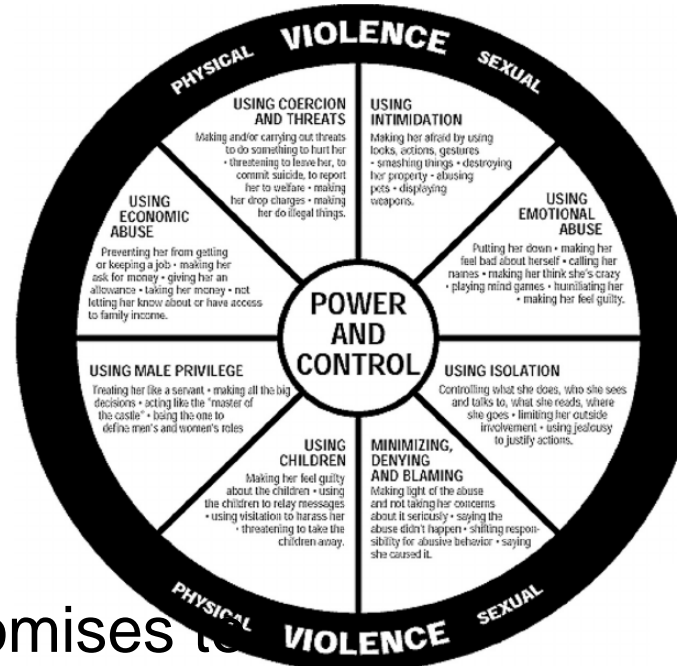 PHYSICAL VIOLENCE SEXUAL
USING COERCION
AND THREATS
Making and/or carrying out threats
to do something to hurt her
• threatening to leave her, to
commit suicide, to report
her to welfare • making
her drop charges • making
her do illegal things.
USING
INTIMIDATION
Making her afraid by using
looks, actions, gestures
• smashing things • destroying
her property • abusing
pets • displaying
weapons.
USING
ECONOMIC
ABUSE
Preventing her from getting
or keeping a job • making her
ask for money • giving her an
allowance • taking her money • not
letting her know about or have access
to family income.
USING
EMOTIONAL
ABUSE
Putting her down • making her
feel bad about herself • calling her
names • making her think she's crazy
• playing mind games • humiliating her
• making her feel guilty.
POWER
AND
CONTROL
USING MALE PRIVILEGE
Treating her like a servant • making all the big
decisions • acting like the "master of
the castle" • being the one to
define men's and women's roles
USING ISOLATION
Controlling what she does, who she sees
and talks to, what she reads, where
she goes • limiting her outside
involvement • using jealousy
to justify actions.
USING
CHILDREN
Making her feel guilty
about the children • using
the children to relay messages
• using visitation to harass her
• threatening to take the
children away.
MINIMIZING,
DENYING
AND BLAMING
Making light of the abuse
and not taking her concerns
about it seriously • saying the
abuse didn't happen • shifting respon-
sibility for abusive behavior • saying
she caused it.
omises to
PHYSICAL VIOLENCE SEXUAL